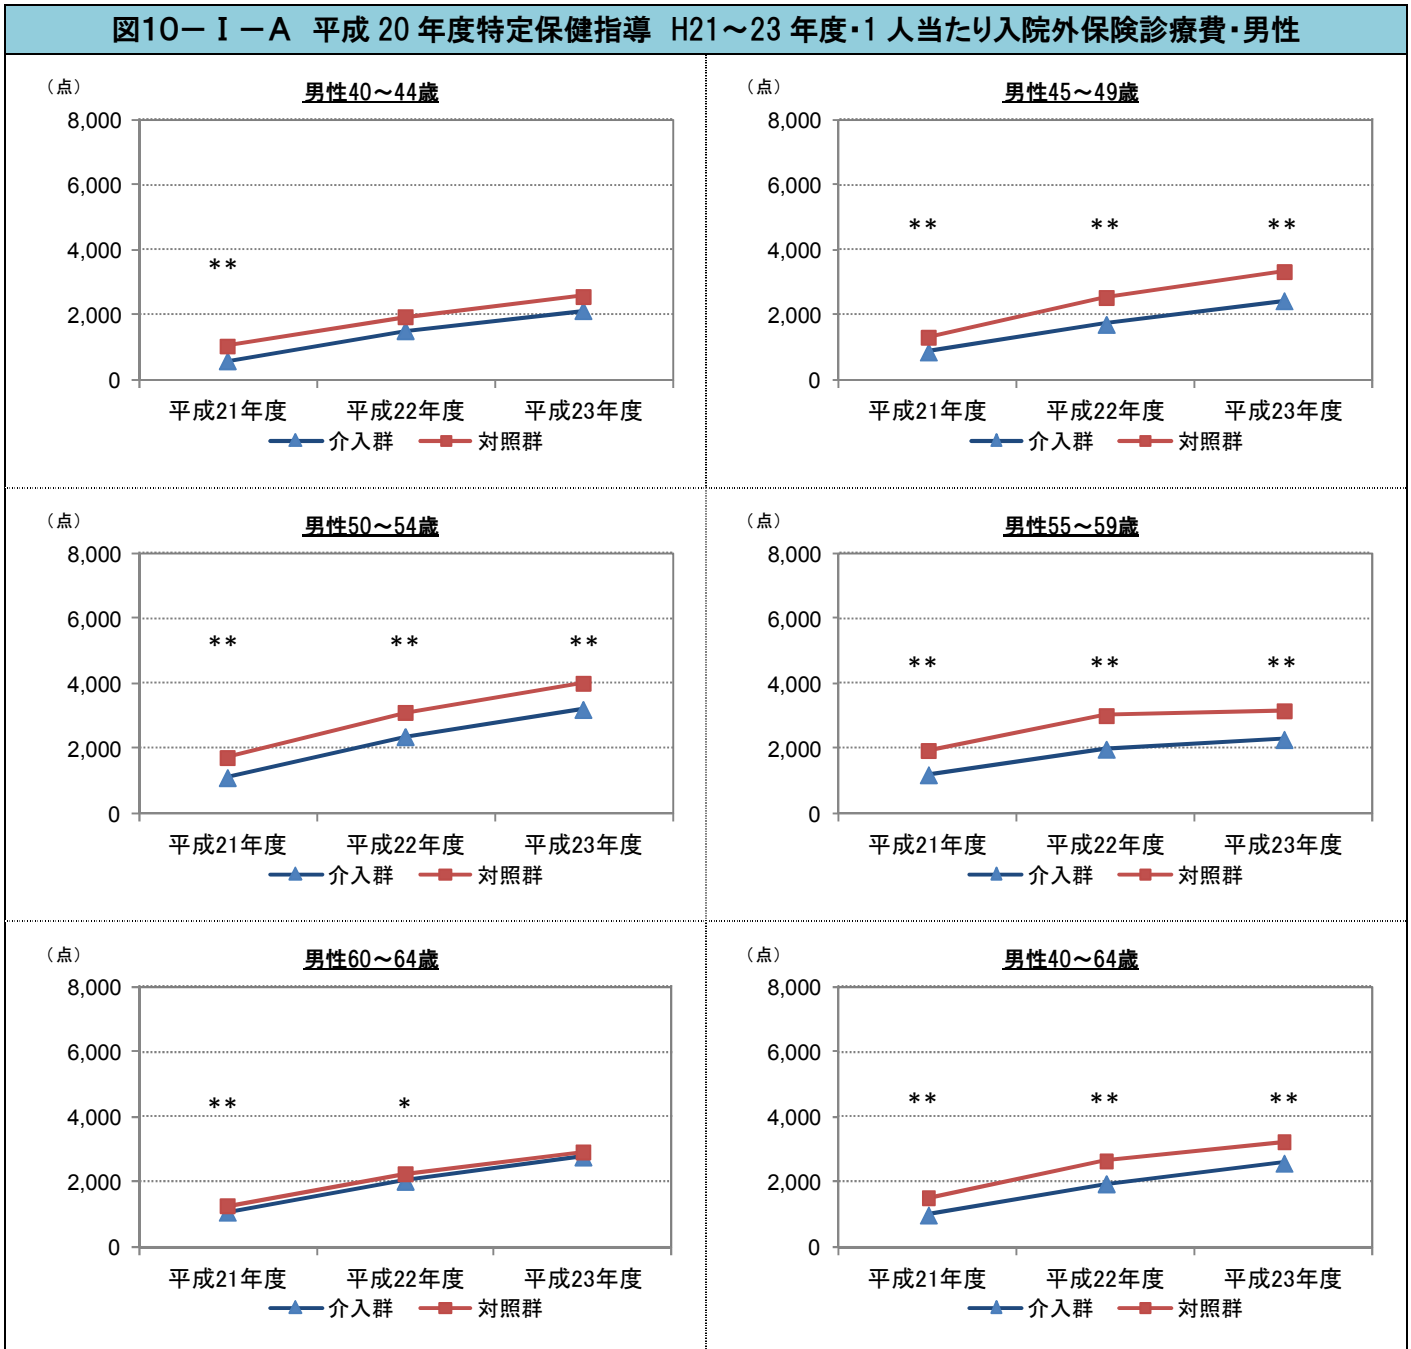 図10－Ⅰ－A 平成 20 年度特定保健指導 H21～23 年度・1 人当たり入院外保険診療費・男性
（点）
男性40～44歳
8,000
6,000
4,000
2,000
0
**
平成21年度 平成22年度 平成23年度
介入群 対照群
（点）
男性45～49歳
8,000
6,000
4,000
2,000
0
** ** **
平成21年度 平成22年度 平成23年度
介入群 対照群
（点）
男性50～54歳
8,000
6,000
4,000
2,000
0
** ** **
平成21年度 平成22年度 平成23年度
介入群 対照群
（点）
男性55～59歳
8,000
6,000
4,000
2,000
0
** ** **
平成21年度 平成22年度 平成23年度
介入群 対照群
（点）
男性60～64歳
8,000
6,000
4,000
2,000
0
** *
平成21年度 平成22年度 平成23年度
介入群 対照群
（点）
男性40～64歳
8,000
6,000
4,000
2,000
0
** ** **
平成21年度 平成22年度 平成23年度
介入群 対照群